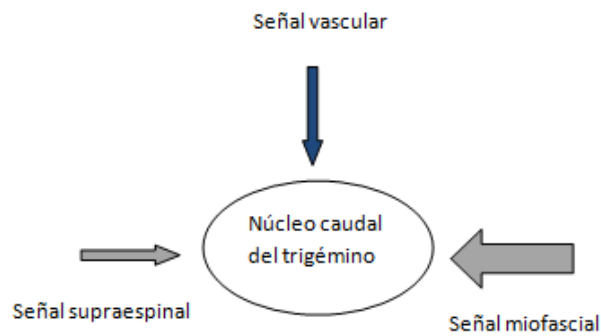 Señal vascular
Núcleo caudal
del trigémino
Señal supraespinal
Señal miofascial